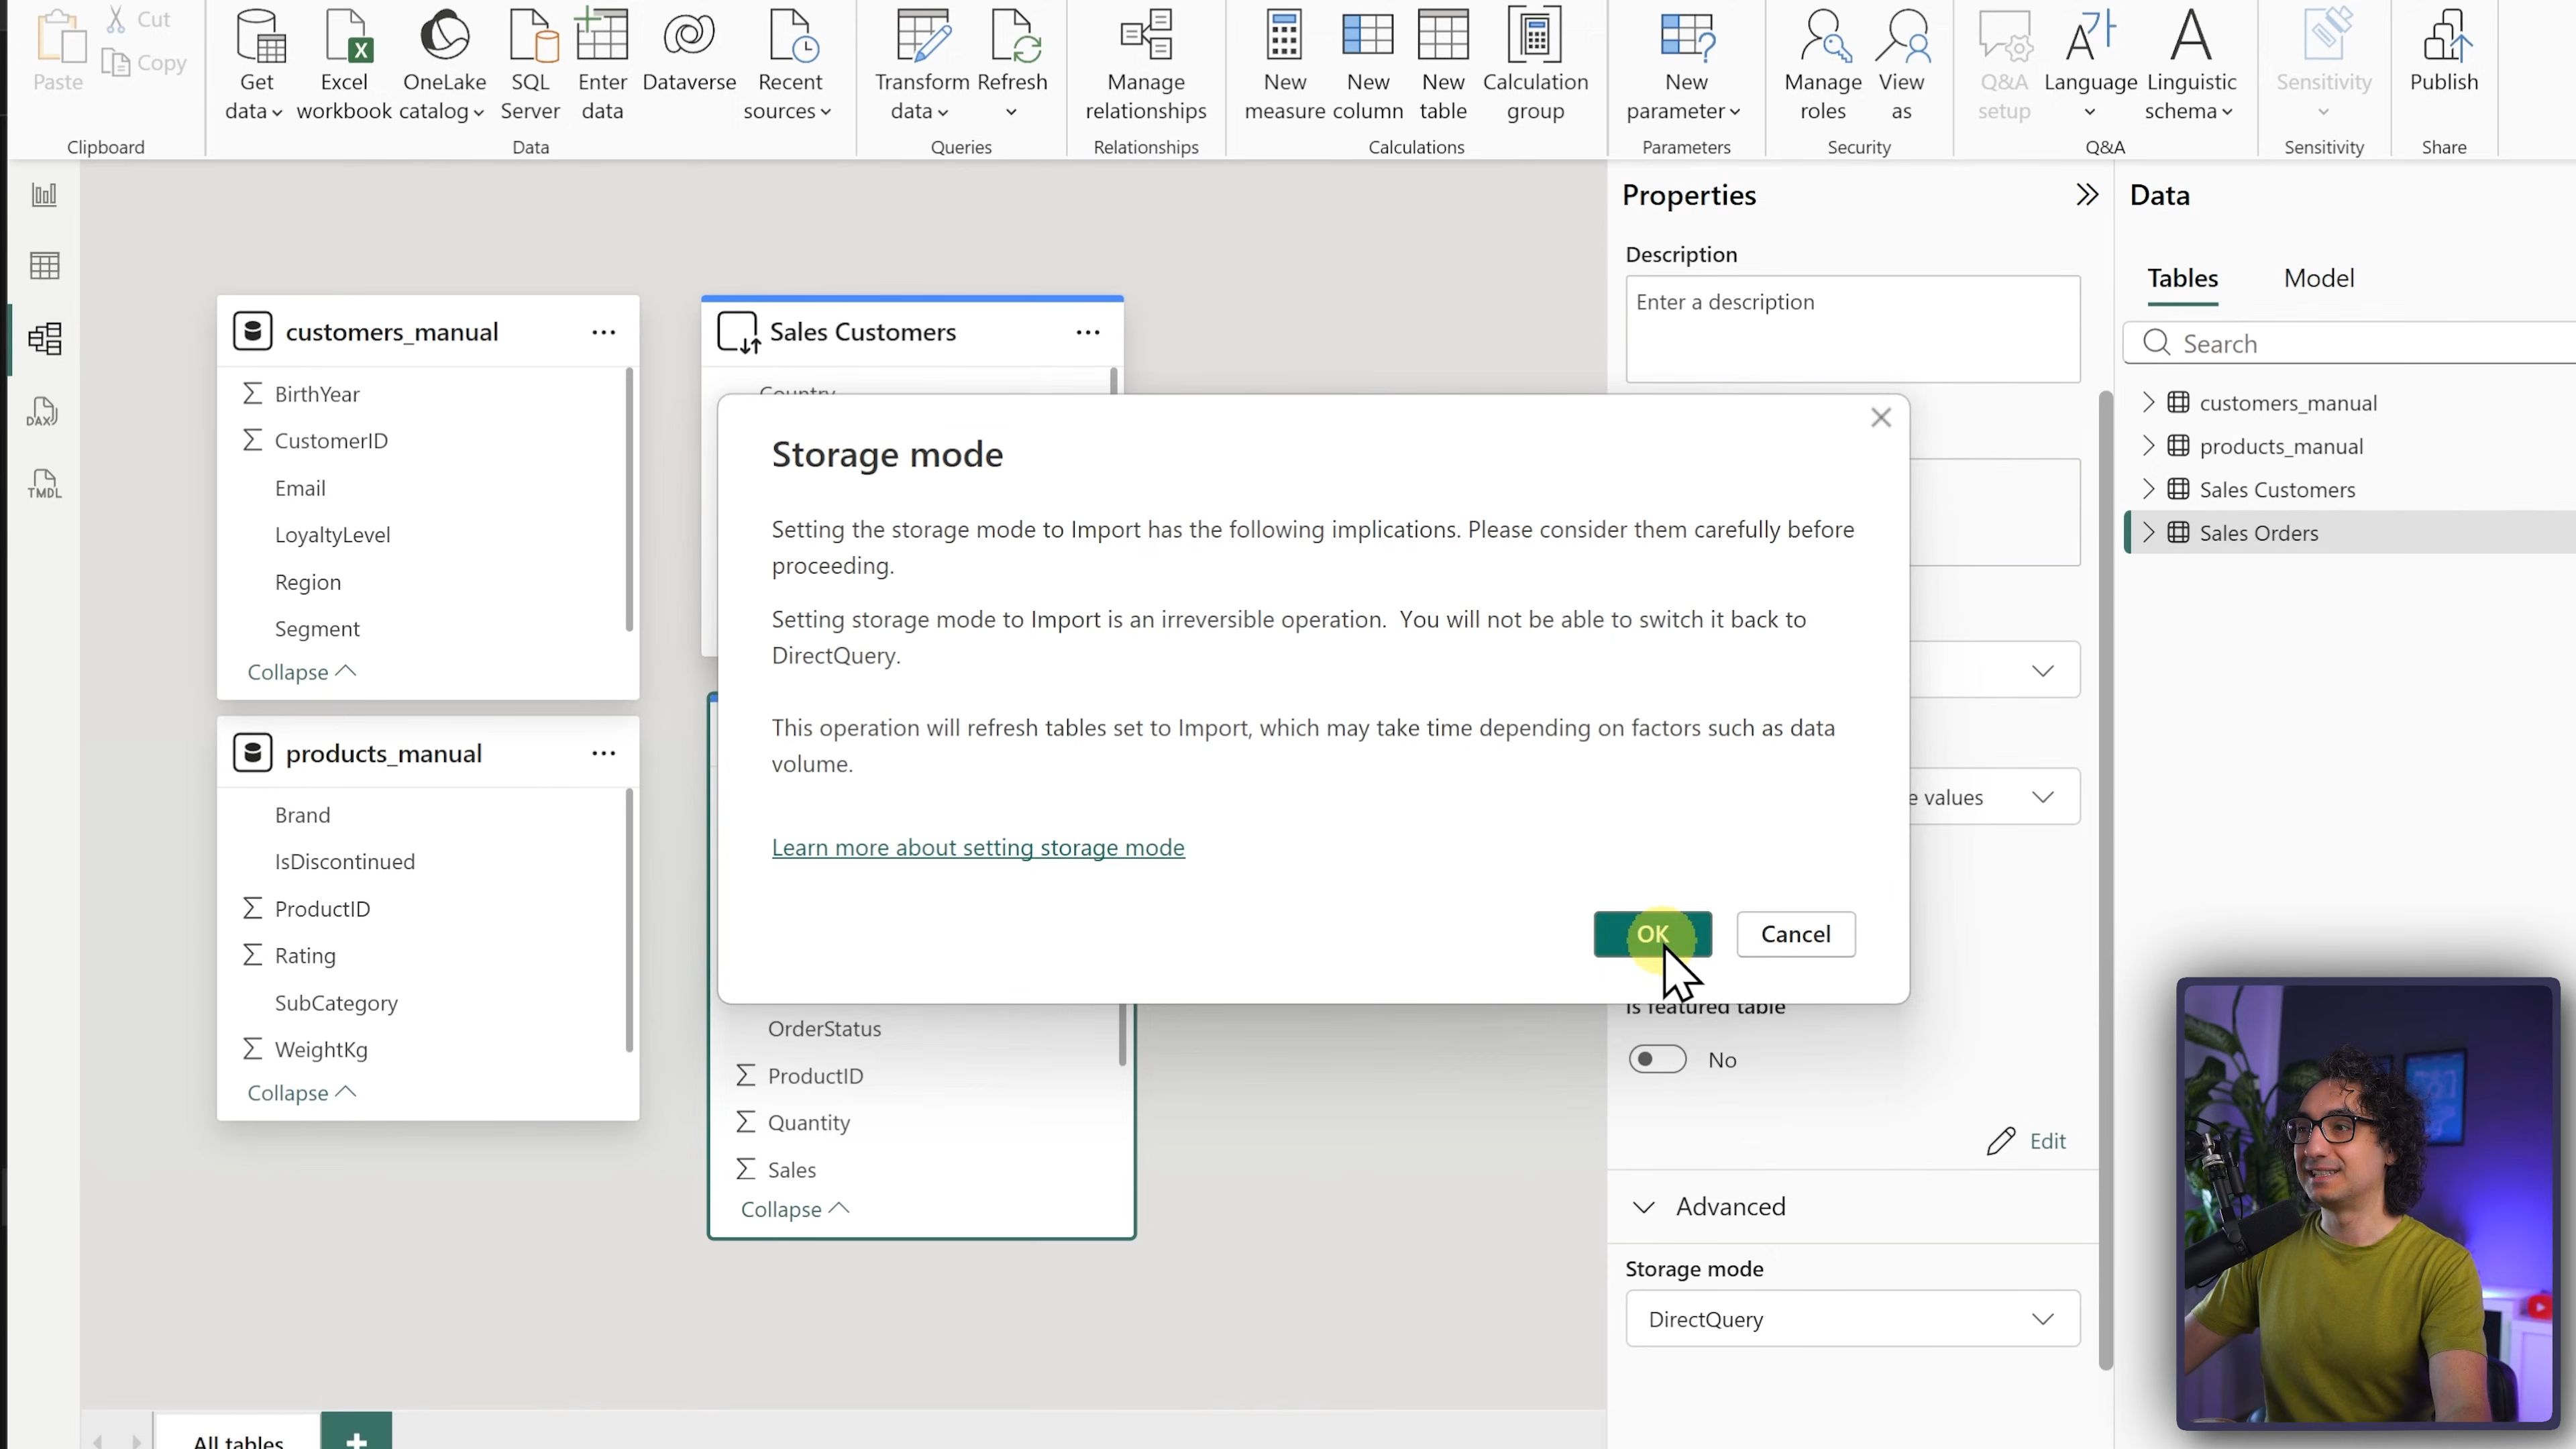 Paste
Cut
Copy
Clipboard
Get data
Excel workbook
OneLake catalog
SQL Server
Enter data
Dataverse
Recent sources
Data
Transform data
Refresh
Queries
Manage relationships
Relationships
New measure
New column
New table
Calculation group
Calculations
New parameter
Parameters
Manage roles
View as
Security
Q&A setup
Language
Linguistic schema
Q&A
Sensitivity
Sensitivity
Publish
Share
DAX
TMDL
customers_manual
BirthYear
CustomerID
Email
LoyaltyLevel
Region
Segment
Collapse
products_manual
Brand
IsDiscontinued
ProductID
Rating
SubCategory
WeightKg
Collapse
Sales Customers
Country
Storage mode
Setting the storage mode to Import has the following implications. Please consider them carefully before
proceeding.
Setting storage mode to Import is an irreversible operation. You will not be able to switch it back to
DirectQuery.
This operation will refresh tables set to Import, which may take time depending on factors such as data
volume.
Learn more about setting storage mode
OK
Cancel
OrderStatus
ProductID
Quantity
Sales
Collapse
Properties
Description
Enter a description
e values
Is featured table
No
Edit
Advanced
Storage mode
DirectQuery
Data
Tables
Model
Search
customers_manual
products_manual
Sales Customers
Sales Orders
All tables